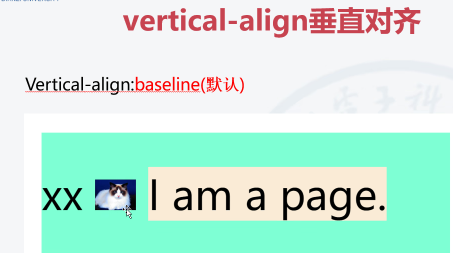 vertical-align垂直对齐
Vertical-align:baseline(默认)
xx I am a page.